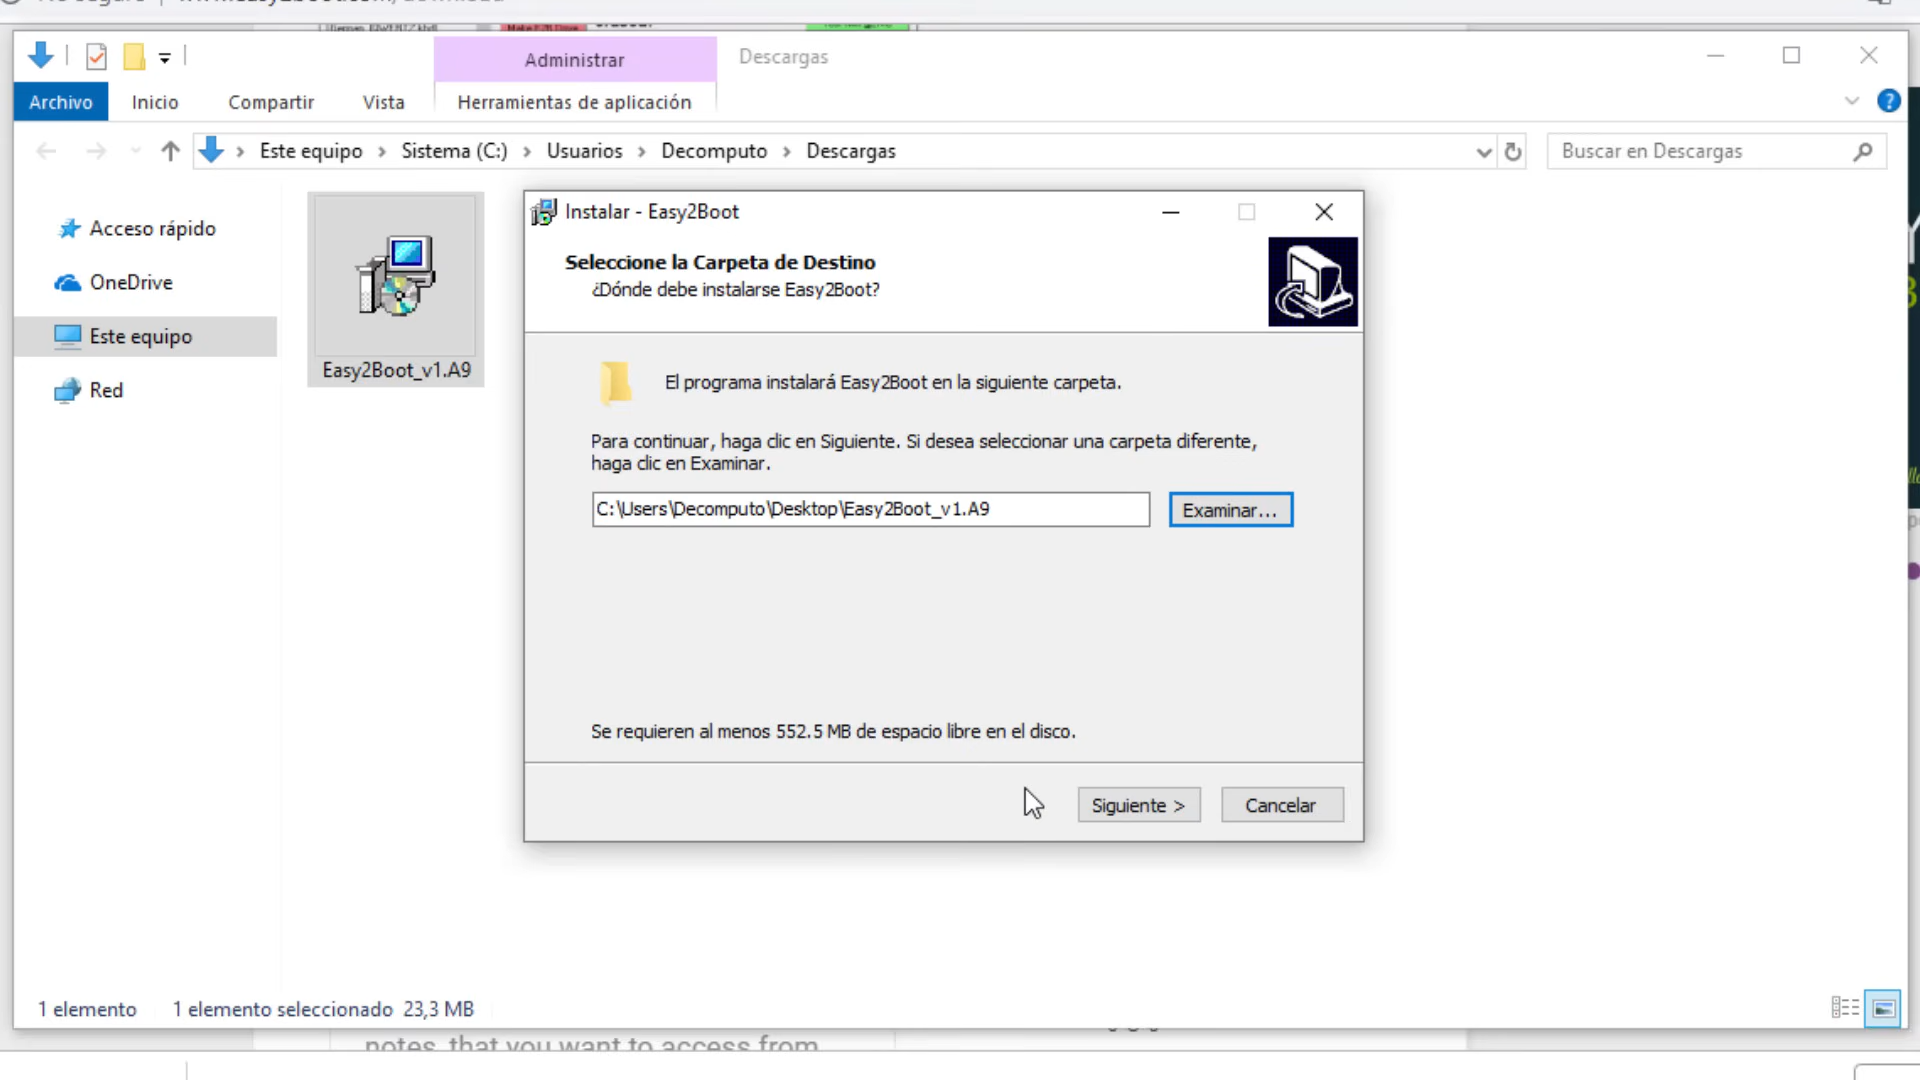 Administrar
Descargas
Archivo
Inicio
Compartir
Vista
Herramientas de aplicación
?
Este equipo > Sistema (C:) > Usuarios > Decomputo > Descargas
Buscar en Descargas
Acceso rápido
OneDrive
Este equipo
Red
Easy2Boot_v1.A9
Instalar - Easy2Boot
Seleccione la Carpeta de Destino
¿Dónde debe instalarse Easy2Boot?
El programa instalará Easy2Boot en la siguiente carpeta.
Para continuar, haga clic en Siguiente. Si desea seleccionar una carpeta diferente,
haga clic en Examinar.
C:\Users\Decomputo\Desktop\Easy2Boot_v1.A9
Examinar...
Se requieren al menos 552.5 MB de espacio libre en el disco.
Siguiente >
Cancelar
1 elemento
1 elemento seleccionado 23,3 MB
notes, that you want to access from